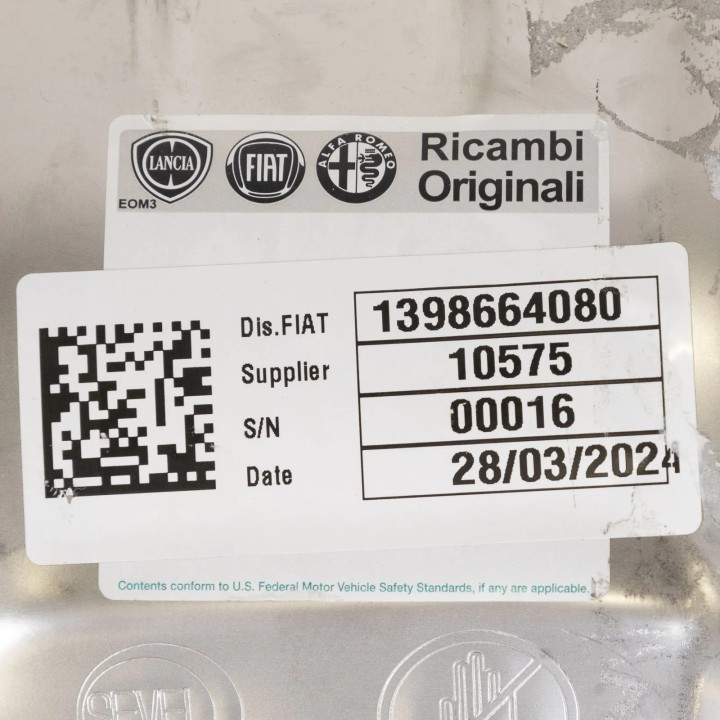 LANCIA
FIAT
ALFA ROMEO
Ricambi
Originali
EOM3
Dis.FIAT 1398664080
Supplier 10575
S/N 00016
Date 28/03/2024
Contents conform to U.S. Federal Motor Vehicle Safety Standards, if any are applicable.
SEVEL